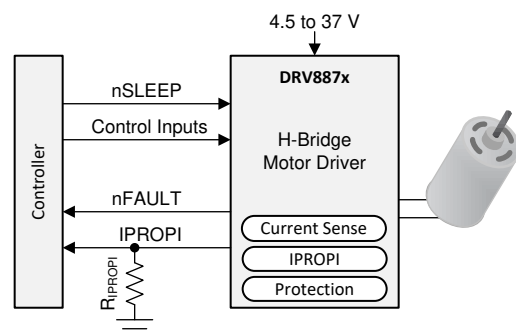 4.5 to 37 V
DRV887x
nSLEEP
Control Inputs
H-Bridge
Motor Driver
Controller
nFAULT
IPROPI
RIPROPI
Current Sense
IPROPI
Protection